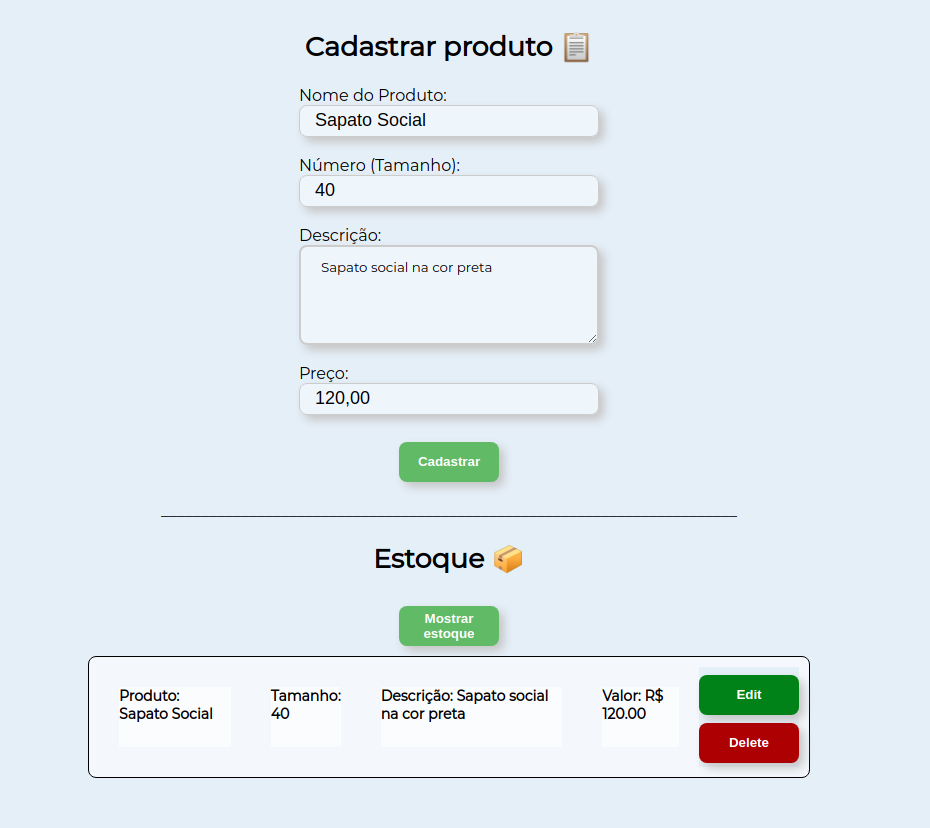 Cadastrar produto 📋
Nome do Produto:
Sapato Social
Número (Tamanho):
40
Descrição:
Sapato social na cor preta
Preço:
120,00
Cadastrar
Estoque 📦
Mostrar
estoque
Produto:
Sapato Social
Tamanho:
40
Descrição: Sapato social
na cor preta
Valor: R$
120.00
Edit
Delete